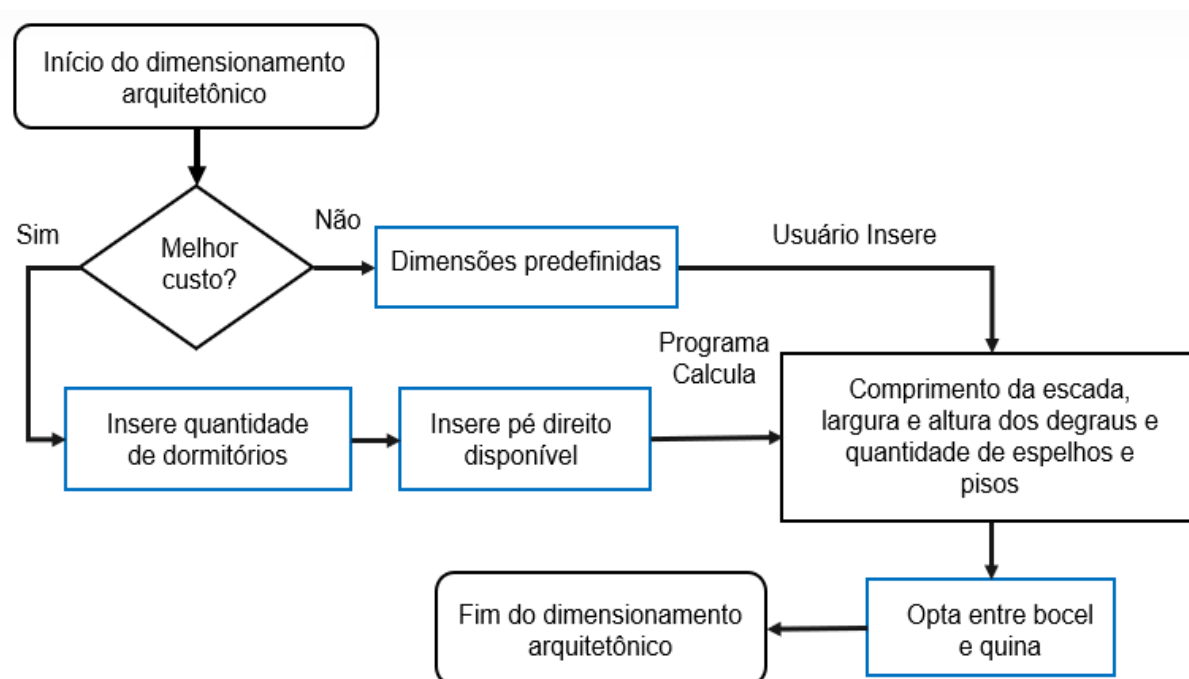 Início do dimensionamento
arquitetônico
Sim
Melhor
custo?
Não
Dimensões predefinidas
Usuário Insere
Insere quantidade
de dormitórios
Insere pé direito
disponível
Programa
Calcula
Comprimento da escada,
largura e altura dos degraus e
quantidade de espelhos e
pisos
Opta entre bocel
e quina
Fim do dimensionamento
arquitetônico